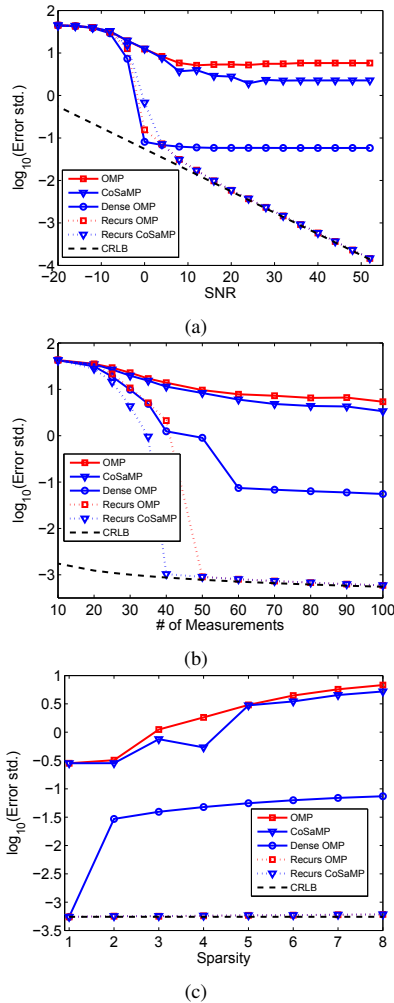 2
1
0
−1
−2
−3
−4
log10(Error std.)
OMP
CoSaMP
Dense OMP
Recurs OMP
Recurs CoSaMP
CRLB
−20 −10 0 10 20 30 40 50
SNR
(a)
2
1
0
−1
−2
−3
log10(Error std.)
OMP
CoSaMP
Dense OMP
Recurs OMP
Recurs CoSaMP
CRLB
10 20 30 40 50 60 70 80 90 100
# of Measurements
(b)
1
0.5
0
−0.5
−1
−1.5
−2
−2.5
−3
−3.5
log10(Error std.)
OMP
CoSaMP
Dense OMP
Recurs OMP
Recurs CoSaMP
CRLB
1 2 3 4 5 6 7 8
Sparsity
(c)